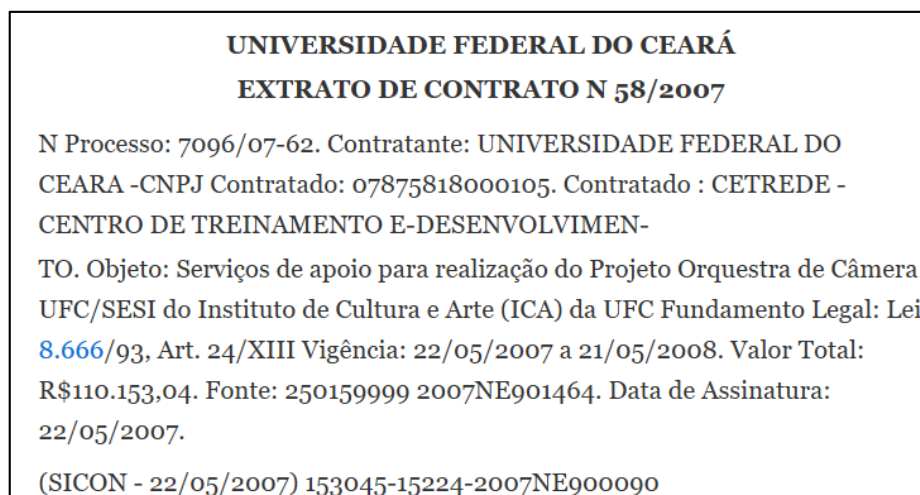 UNIVERSIDADE FEDERAL DO CEARÁ
EXTRATO DE CONTRATO N 58/2007
N Processo: 7096/07-62. Contratante: UNIVERSIDADE FEDERAL DO
CEARA -CNPJ Contratado: 07875818000105. Contratado : CETREDE -
CENTRO DE TREINAMENTO E-DESENVOLVIMEN-
TO. Objeto: Serviços de apoio para realização do Projeto Orquestra de Câmera
UFC/SESI do Instituto de Cultura e Arte (ICA) da UFC Fundamento Legal: Lei
8.666/93, Art. 24/XIII Vigência: 22/05/2007 a 21/05/2008. Valor Total:
R$110.153,04. Fonte: 250159999 2007NE901464. Data de Assinatura:
22/05/2007.
(SICON - 22/05/2007) 153045-15224-2007NE900090